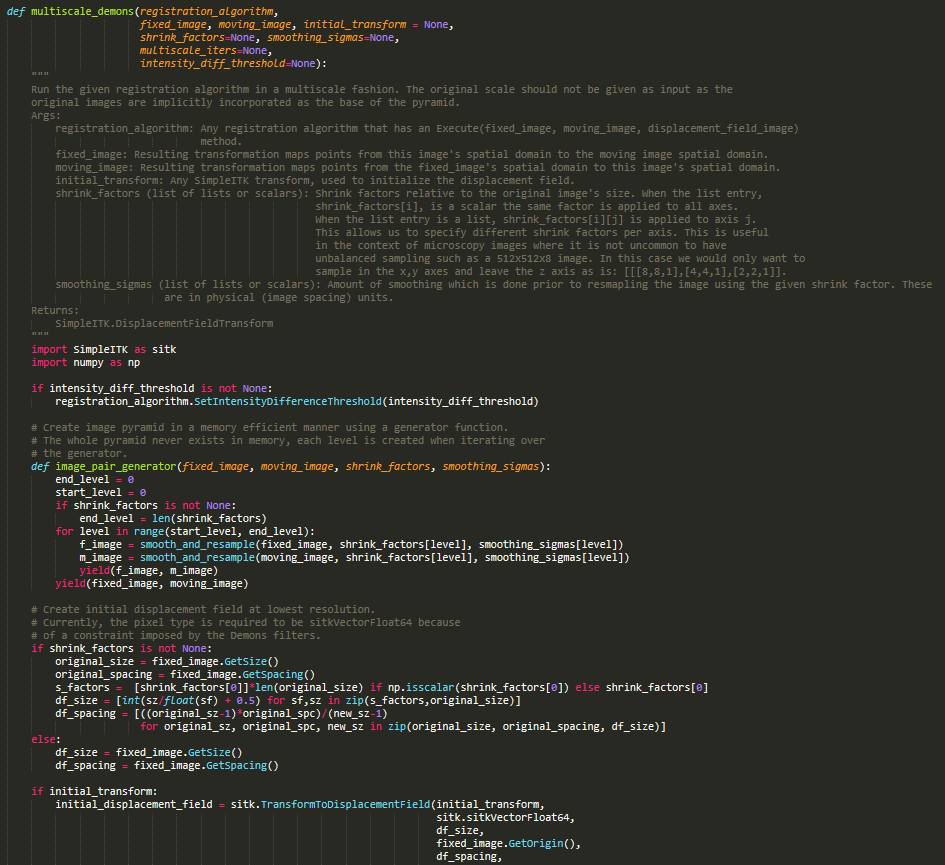 def multiscale_demons(registration_algorithm,
                      fixed_image, moving_image, initial_transform = None,
                      shrink_factors=None, smoothing_sigmas=None,
                      multiscale_iters=None,
                      intensity_diff_threshold=None):
    """
    Run the given registration algorithm in a multiscale fashion. The original scale should not be given as input as the
    original images are implicitly incorporated as the base of the pyramid.
    Args:
        registration_algorithm: Any registration algorithm that has an Execute(fixed_image, moving_image, displacement_field_image)
                                method.
        fixed_image: Resulting transformation maps points from this image's spatial domain to the moving image spatial domain.
        moving_image: Resulting transformation maps points from the fixed_image's spatial domain to this image's spatial domain.
        initial_transform: Any SimpleITK transform, used to initialize the displacement field.
        shrink_factors (list of lists or scalars): Shrink factors relative to the original image's size. When the list entry,
                                                   shrink_factors[i], is a scalar the same factor is applied to all axes.
                                                   When the list entry is a list, shrink_factors[i][j] is applied to axis j.
                                                   This allows us to specify different shrink factors per axis. This is useful
                                                   in the context of microscopy images where it is not uncommon to have
                                                   unbalanced sampling such as a 512x512x8 image. In this case we would only want to
                                                   sample in the x,y axes and leave the z axis as is: [[[8,8,1],[4,4,1],[2,2,1]].
        smoothing_sigmas (list of lists or scalars): Amount of smoothing which is done prior to resmapling the image using the given shrink factor. These
                          are in physical (image spacing) units.
    Returns:
        SimpleITK.DisplacementFieldTransform
    """
    import SimpleITK as sitk
    import numpy as np

    if intensity_diff_threshold is not None:
        registration_algorithm.SetIntensityDifferenceThreshold(intensity_diff_threshold)

    # Create image pyramid in a memory efficient manner using a generator function.
    # The whole pyramid never exists in memory, each level is created when iterating over
    # the generator.
    def image_pair_generator(fixed_image, moving_image, shrink_factors, smoothing_sigmas):
        end_level = 0
        start_level = 0
        if shrink_factors is not None:
            end_level = len(shrink_factors)
        for level in range(start_level, end_level):
            f_image = smooth_and_resample(fixed_image, shrink_factors[level], smoothing_sigmas[level])
            m_image = smooth_and_resample(moving_image, shrink_factors[level], smoothing_sigmas[level])
            yield(f_image, m_image)
        yield(fixed_image, moving_image)

    # Create initial displacement field at lowest resolution.
    # Currently, the pixel type is required to be sitkVectorFloat64 because
    # of a constraint imposed by the Demons filters.
    if shrink_factors is not None:
        original_size = fixed_image.GetSize()
        original_spacing = fixed_image.GetSpacing()
        s_factors =  [shrink_factors[0]]*len(original_size) if np.isscalar(shrink_factors[0]) else shrink_factors[0]
        df_size = [int(sz/float(sf) + 0.5) for sf,sz in zip(s_factors,original_size)]
        df_spacing = [((original_sz-1)*original_spc)/(new_sz-1)
                      for original_sz, original_spc, new_sz in zip(original_size, original_spacing, df_size)]
    else:
        df_size = fixed_image.GetSize()
        df_spacing = fixed_image.GetSpacing()

    if initial_transform:
        initial_displacement_field = sitk.TransformToDisplacementField(initial_transform,
                                                                       sitk.sitkVectorFloat64,
                                                                       df_size,
                                                                       fixed_image.GetOrigin(),
                                                                       df_spacing,